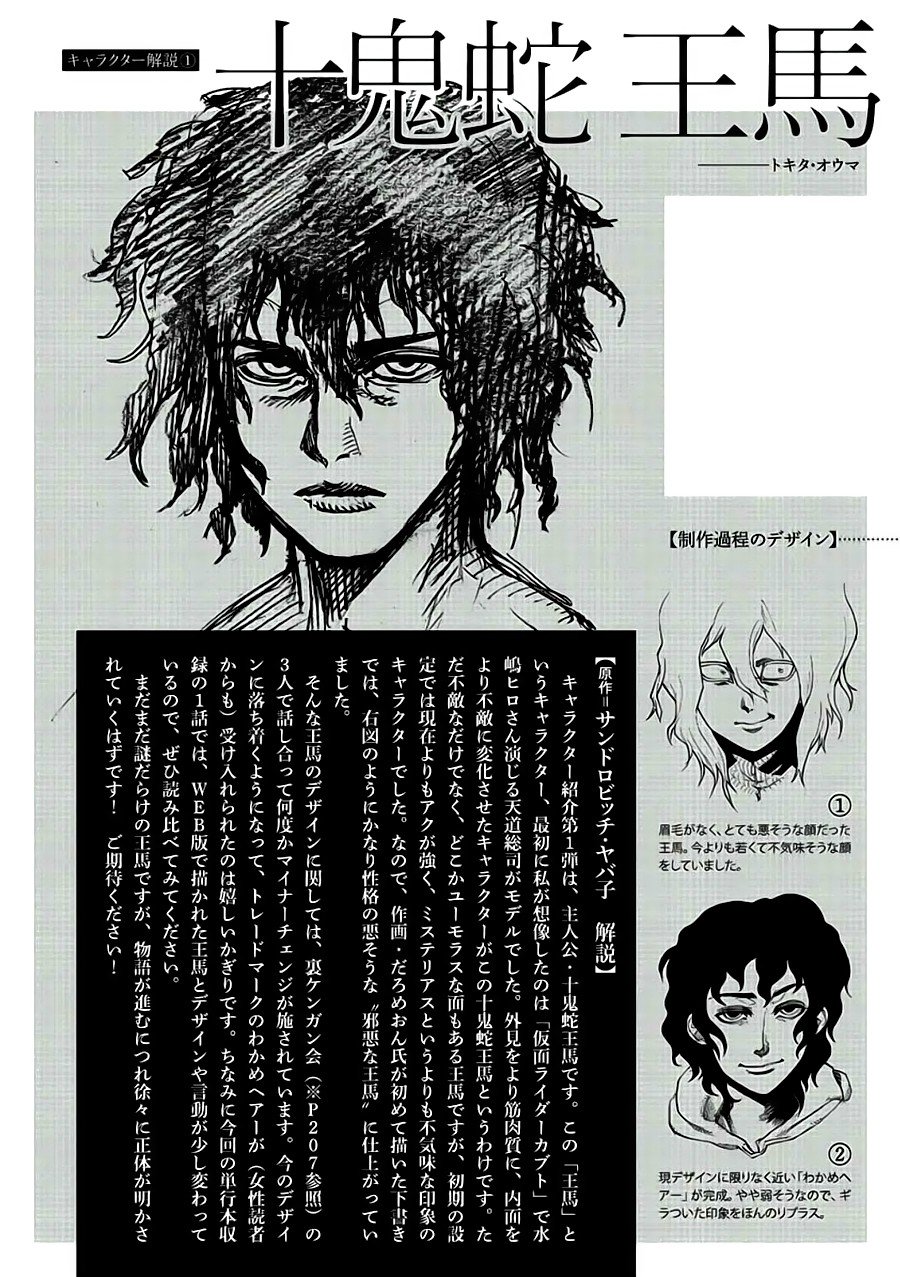 キャラクター解説①
十鬼蛇 王馬
トキタ・オウマ
【原作＝サンドロビッチ・ヤバ子 解説】
キャラクター紹介第1弾は、主人公・十鬼蛇王馬です。この「王馬」と
いうキャラクター、最初に私が想像したのは「仮面ライダーカブト」で水
嶋ヒロさん演じる天道総司がモデルでした。外見をより筋肉質に、内面を
より不敵に変化させたキャラクターがこの十鬼蛇王馬というわけです。た
だ不敵なだけでなく、どこかユーモラスな面もある王馬ですが、初期の設
定では現在よりもアクが強く、ミステリアスというよりも不気味な印象の
キャラクターでした。なので、作画・だろめおん氏が初めて描いた下書き
では、右図のようにかなり性格の悪そうな〝邪悪な王馬〟に仕上がってい
ました。
そんな王馬のデザインに関しては、裏ケンガン会（※P207参照）の
3人で話し合って何度かマイナーチェンジが施されています。今のデザイ
ンに落ち着くようになって、トレードマークのわかめヘアーが（女性読者
からも）受け入れられたのは嬉しいかぎりです。ちなみに今回の単行本収
録の1話では、WEB版で描かれた王馬とデザインや言動が少し変わって
いるので、ぜひ読み比べてみてください。
まだまだ謎だらけの王馬ですが、物語が進むにつれ徐々に正体が明かさ
れていくはずです！ ご期待ください！
【制作過程のデザイン】
①
眉毛がなく、とても悪そうな顔だった
王馬。今よりも若くて不気味そうな顔
をしていました。
②
現デザインに限りなく近い「わかめヘ
アー」が完成。やや弱そうなので、ギ
ラついた印象をほんのりプラス。